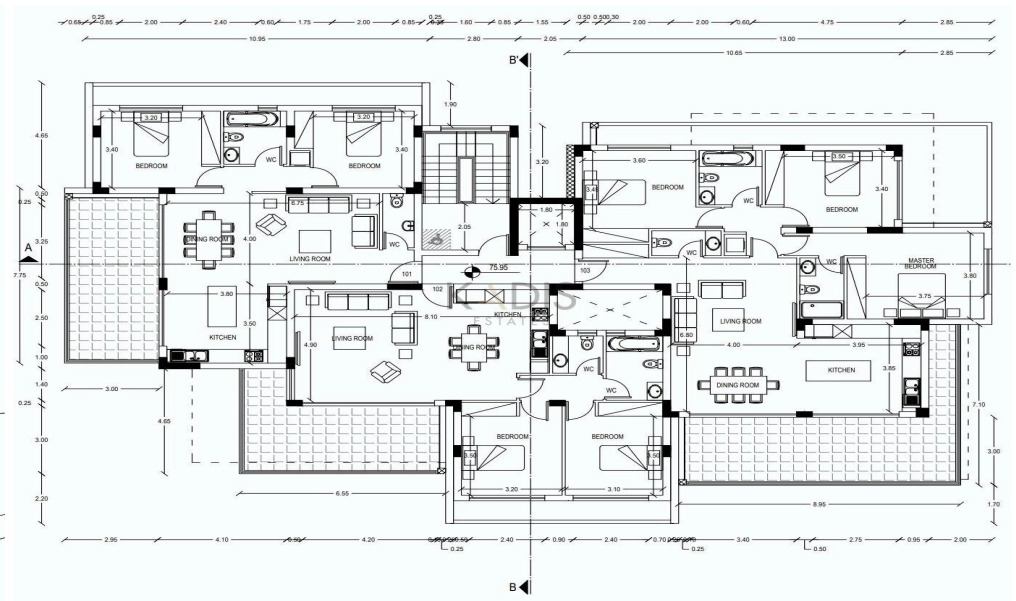 0.65 0.85 2.00 2.40 0.60 1.75 2.00 0.85 0.25 1.60 0.85 1.55 0.50 0.50 0.30 2.00 2.00 0.60 4.75 2.85
10.95 2.80 2.05 13.00
10.65 2.85
B'
1.90
4.65
3.20 3.20
3.40 3.40
BEDROOM WC BEDROOM
3.20
3.60 3.50
3.40
BEDROOM WC BEDROOM
0.50
0.25
6.75
1.80
1.80
2.05
DINING ROOM 4.00
LIVING ROOM
WC
WC
A
3.25
7.75
0.50
101
75.95
103
WC
MASTER
BEDROOM
3.80
3.75
3.80
102
KADIS
ESTATES
KITCHEN
8.10
2.50
3.50
KITCHEN
4.90
LIVING ROOM
DINING ROOM
LIVING ROOM
6.80
4.00 3.95
KITCHEN
3.85
DINING ROOM
1.00
1.40
0.25
3.00
WC
WC
4.65
7.10
3.00
BEDROOM BEDROOM
3.50 3.50
3.20 3.10
3.00
2.20
6.55
8.95
1.70
2.95 4.10 4.20 2.40 0.90 2.40 0.70 3.40 2.75 0.95 2.00
0.25 0.25 0.50
B